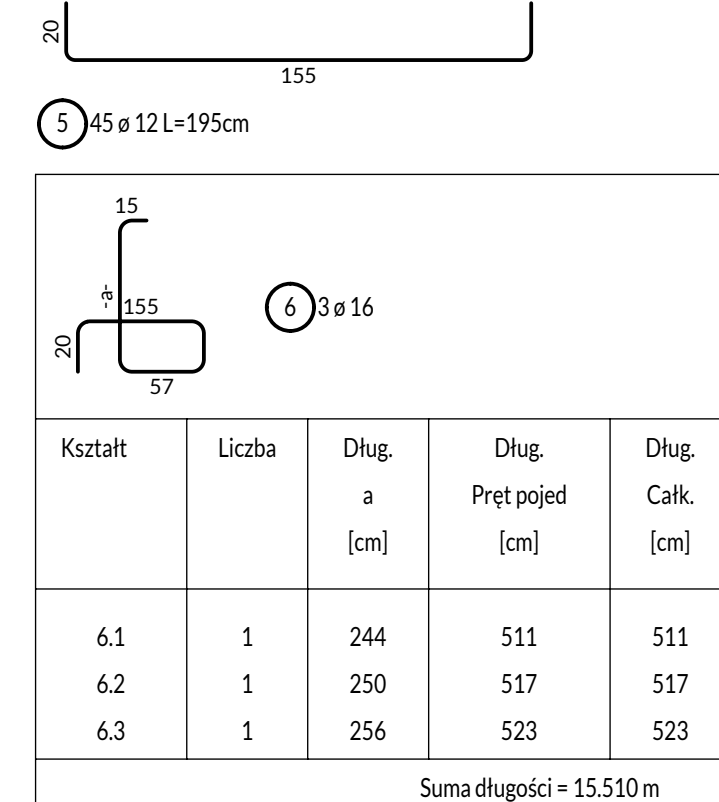 20
155
5 45 ø 12 L=195cm
15
-a-
155
20
57
6 3 ø 16
Kształt Liczba Dług. Dług. Dług.
a Pręt pojed Całk.
[cm] [cm] [cm]
6.1 1 244 511 511
6.2 1 250 517 517
6.3 1 256 523 523
Suma długości = 15.510 m